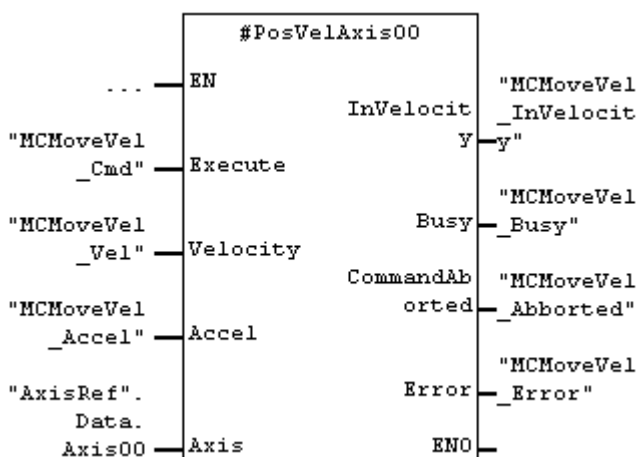 #PosVelAxis00
... EN
"MCMoveVel
InVelocit _InVelocit
y y"
"MCMoveVel
_Cmd" Execute
"MCMoveVel
Busy _Busy"
"MCMoveVel
_Vel" Velocity
CommandAb "MCMoveVel
orted _Abborted"
"MCMoveVel
_Accel" Accel
"MCMoveVel
Error _Error"
"AxisRef".
Data.
Axis00 Axis ENO